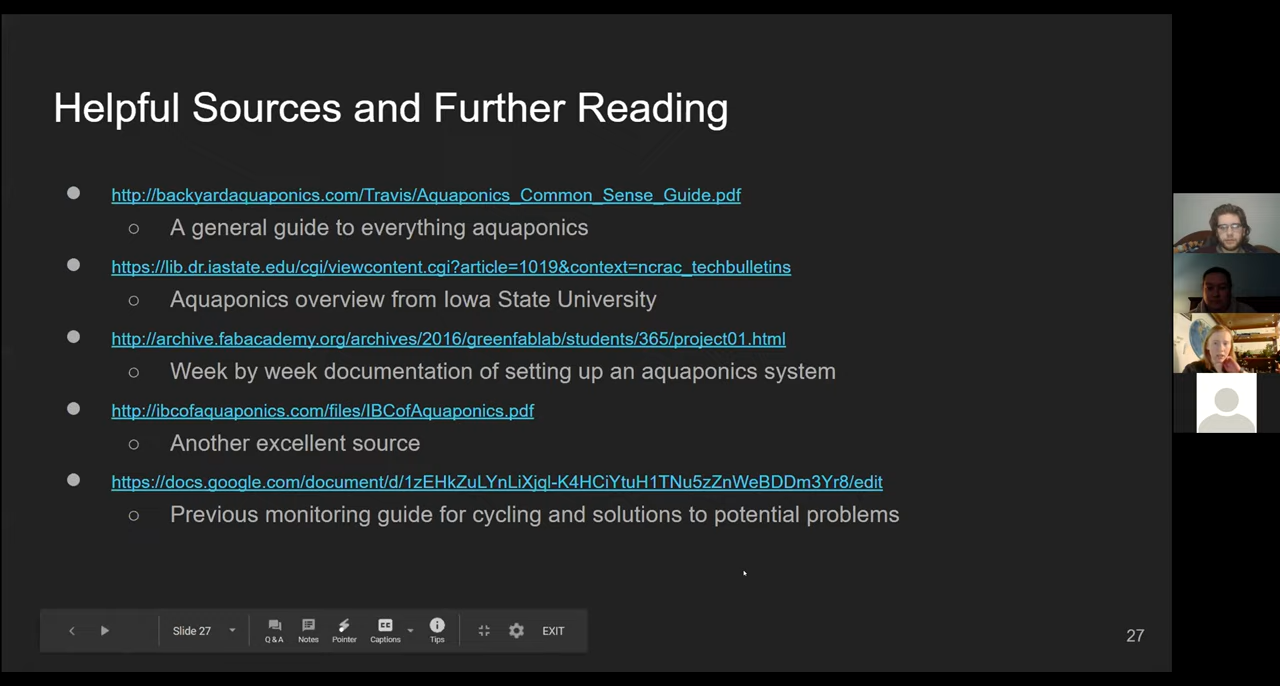 Helpful Sources and Further Reading
http://backyardaquaponics.com/Travis/Aquaponics_Common_Sense_Guide.pdf
A general guide to everything aquaponics
https://lib.dr.iastate.edu/cgi/viewcontent.cgi?article=1019&context=ncrac_techbulletins
Aquaponics overview from Iowa State University
http://archive.fabacademy.org/archives/2016/greenfablab/students/365/project01.html
Week by week documentation of setting up an aquaponics system
http://ibcofaquaponics.com/files/IBCofAquaponics.pdf
Another excellent source
https://docs.google.com/document/d/1zEHkZuLYnLiXjql-K4HCiYtuH1TNu5zZnWeBDDm3Yr8/edit
Previous monitoring guide for cycling and solutions to potential problems
Slide 27
Q&A Notes Pointer Captions Tips
EXIT
27